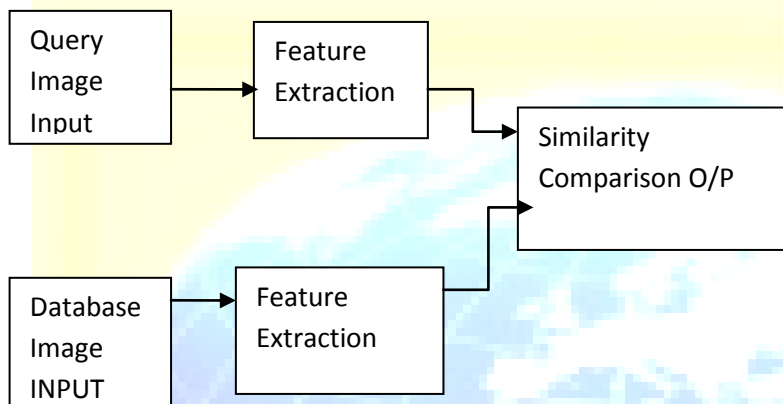 Query
Image
Input
Feature
Extraction
Similarity
Comparison O/P
Database
Image
INPUT
Feature
Extraction